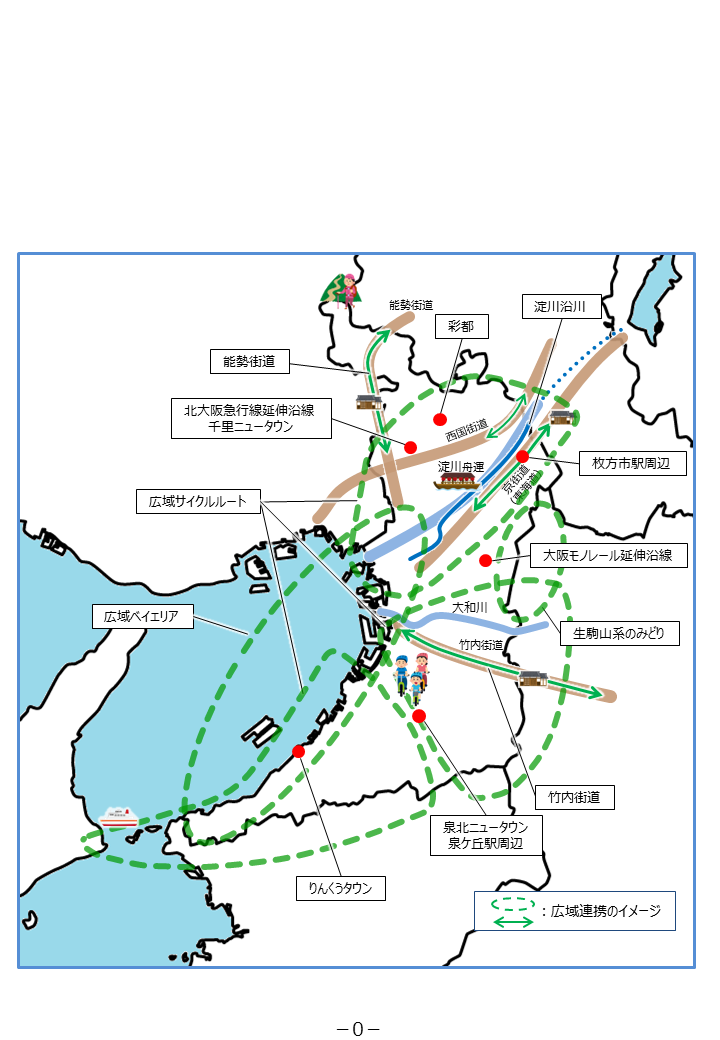 能勢街道
淀川沿川
彩都
能勢街道
北大阪急行線延伸沿線
千里ニュータウン
西国街道
淀川舟運
枚方市駅周辺
京街道
(東海道)
広域サイクルルート
大阪モノレール延伸沿線
大和川
広域ベイエリア
生駒山系のみどり
竹内街道
竹内街道
泉北ニュータウン
泉ケ丘駅周辺
りんくうタウン
：広域連携のイメージ
－0－